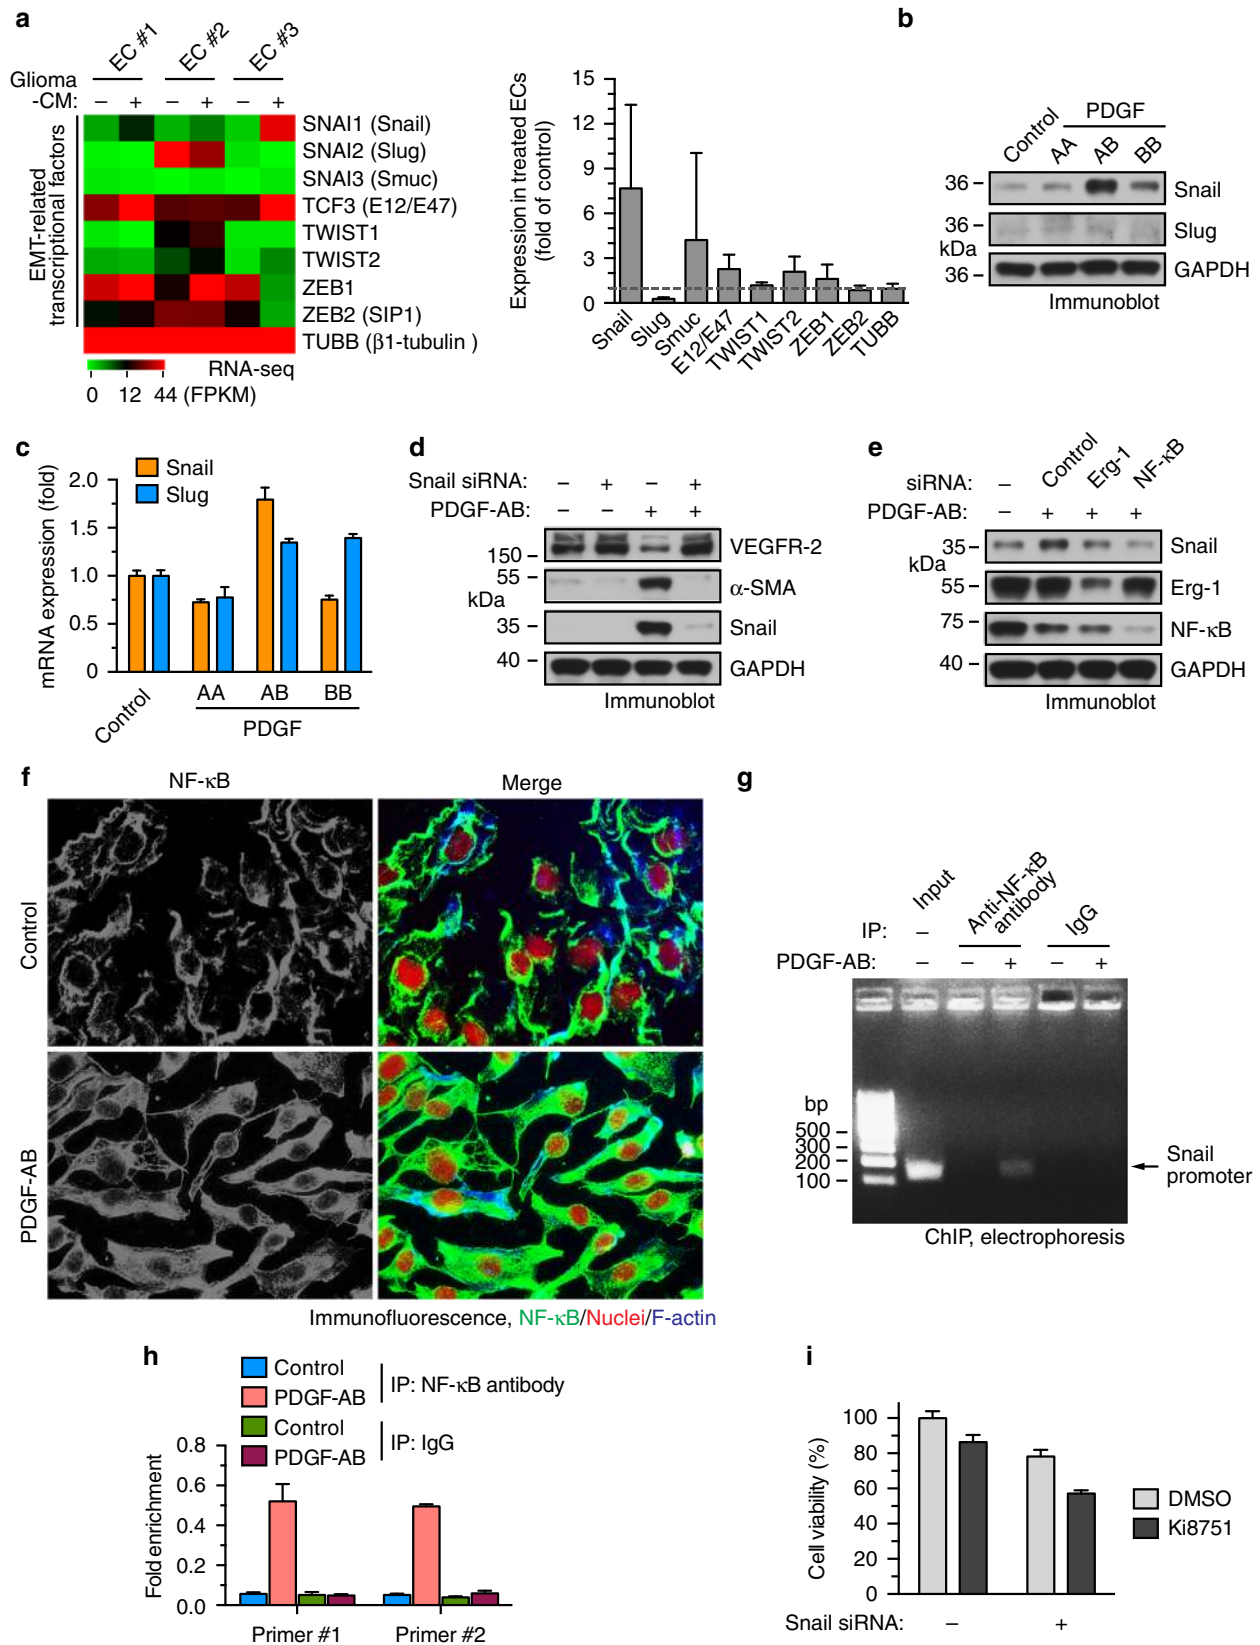 a
EC #1
EC #2
EC #3
Glioma
-CM: – + – + – +
EMT-related
transcriptional factors
SNAI1 (Snail)
SNAI2 (Slug)
SNAI3 (Smuc)
TCF3 (E12/E47)
TWIST1
TWIST2
ZEB1
ZEB2 (SIP1)
TUBB (β1-tubulin )
RNA-seq
0 12 44 (FPKM)
Expression in treated ECs
(fold of control)
15
12
9
6
3
0
Snail
Slug
Smuc
E12/E47
TWIST1
TWIST2
ZEB1
ZEB2
TUBB
b
PDGF
Control AA AB BB
36 – Snail
36 – Slug
kDa
36 – GAPDH
Immunoblot
c
Snail
Slug
mRNA expression (fold)
2.0
1.5
1.0
0.5
0
Control
AA AB BB
PDGF
d
Snail siRNA: – + – +
PDGF-AB: – – + +
150 – VEGFR-2
55 – α-SMA
kDa
35 – Snail
40 – GAPDH
Immunoblot
e
siRNA: – Control Erg-1 NF-κB
PDGF-AB: – + + +
35 – Snail
kDa
55 – Erg-1
75 – NF-κB
40 – GAPDH
Immunoblot
f
NF-κB
Merge
Control
PDGF-AB
Immunofluorescence, NF-κB/Nuclei/F-actin
g
IP: Input – Anti-NF-κB antibody IgG
PDGF-AB: – – + – +
bp
500 –
300 –
200 –
100 –
Snail
promoter
ChIP, electrophoresis
h
Control
PDGF-AB
IP: NF-κB antibody
Control
PDGF-AB
IP: IgG
Fold enrichment
0.8
0.6
0.4
0.2
0.0
Primer #1 Primer #2
i
Cell viability (%)
100
80
60
40
20
0
DMSO
Ki8751
Snail siRNA: – +